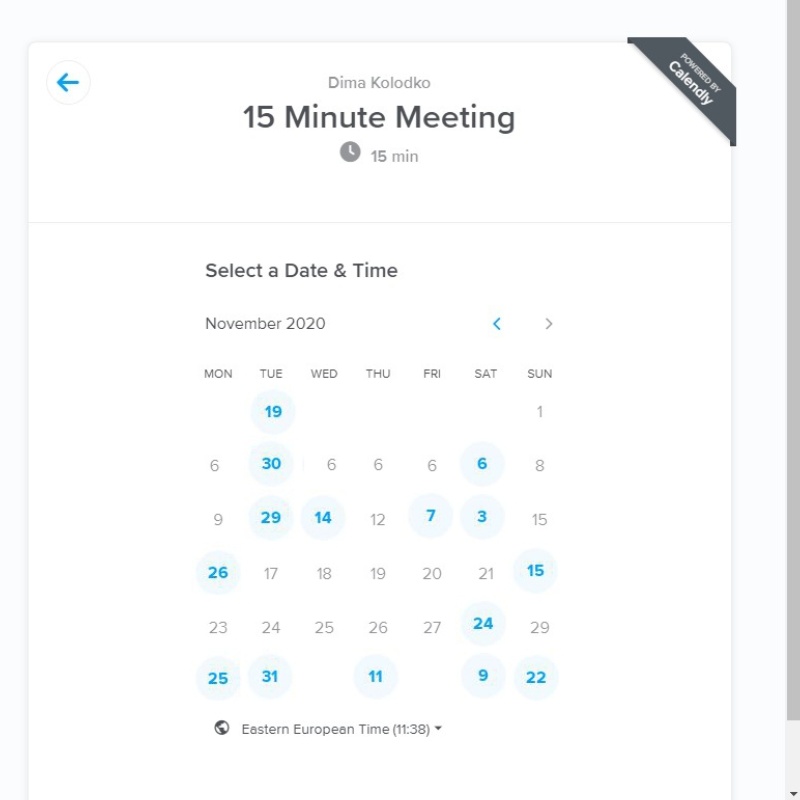 POWERED BY
Calendly
Dima Kolodko
15 Minute Meeting
15 min
Select a Date & Time
November 2020
MON TUE WED THU FRI SAT SUN
19 1
6 30 6 6 6 6 8
9 29 14 12 7 3 15
26 17 18 19 20 21 15
23 24 25 26 27 24 29
25 31 11 9 22
Eastern European Time (11:38)